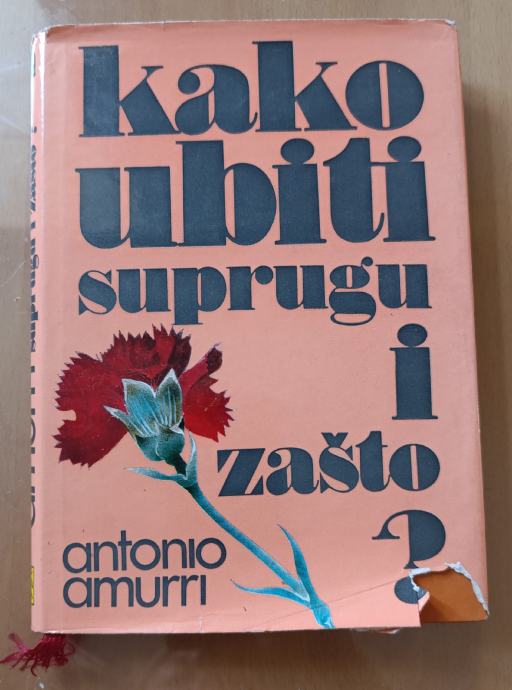 kako
ubiti
suprugu
i
zašto
?
antonio
amurri